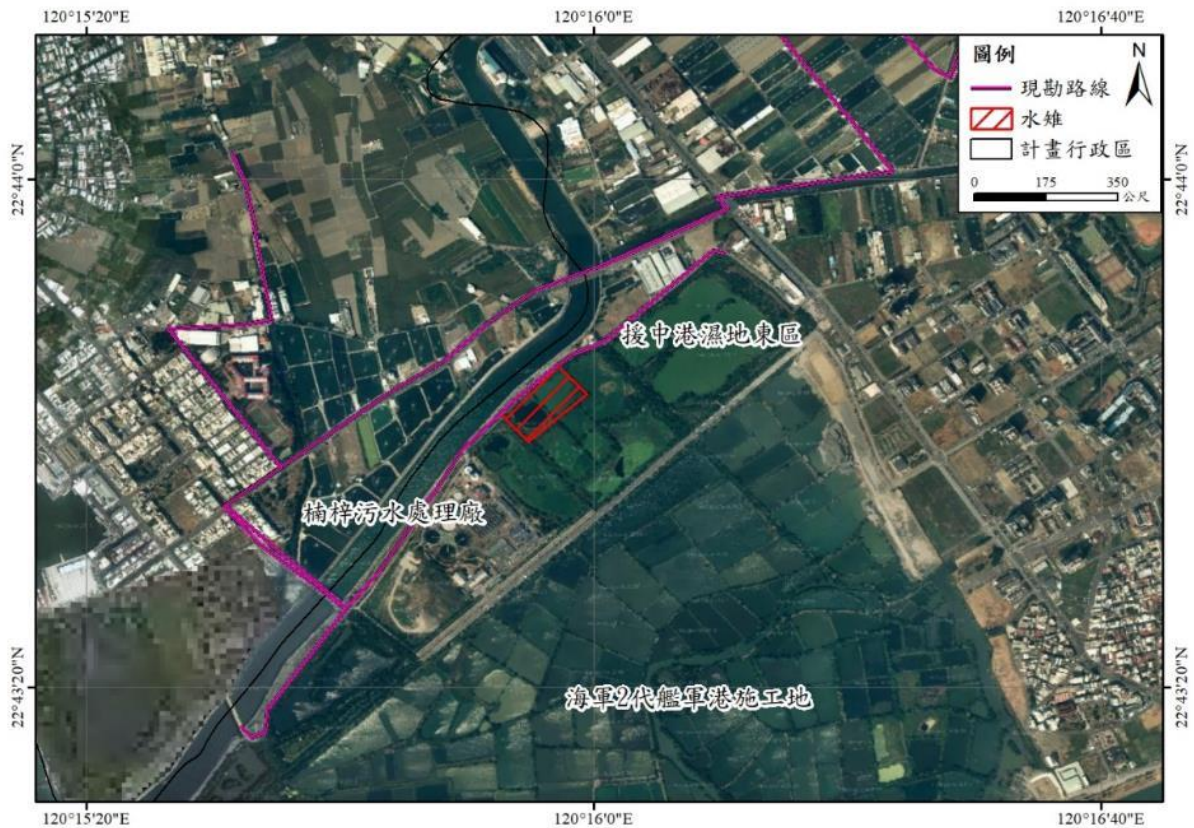 120°15'20"E
120°16'0"E
120°16'40"E
圖例
N
現勘路線
水雉
計畫行政區
0 175 350
公尺
22°44'0"N
22°44'0"N
援中港濕地東區
楠梓污水處理廠
22°43'20"N
22°43'20"N
海軍2代艦軍港施工地
120°15'20"E
120°16'0"E
120°16'40"E